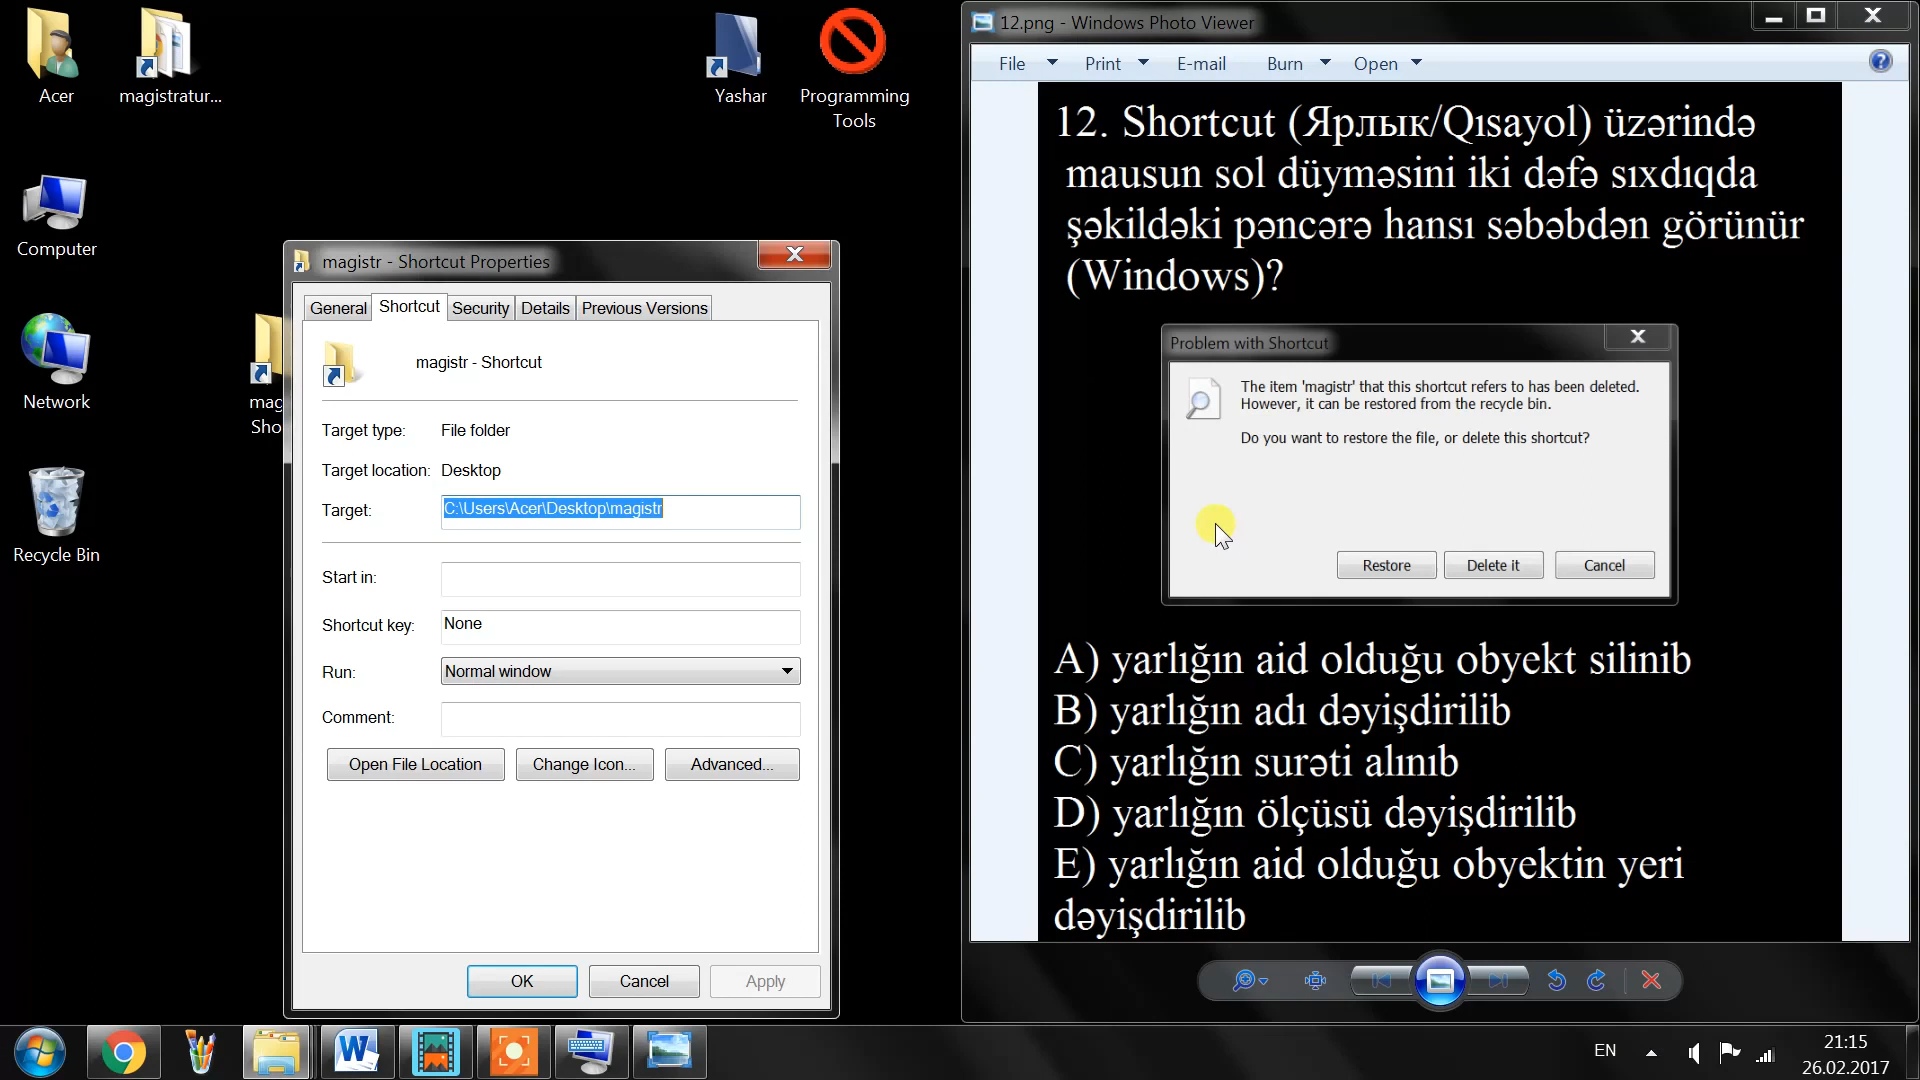 Acer
magistratur...
Yashar
Programming
Tools
Computer
Network
mag
Sho
Recycle Bin
magistr - Shortcut Properties
General Shortcut Security Details Previous Versions
magistr - Shortcut
Target type: File folder
Target location: Desktop
Target: C:\Users\Acer\Desktop\magistr
Start in:
Shortcut key: None
Run: Normal window
Comment:
Open File Location Change Icon... Advanced...
OK Cancel Apply
12.png - Windows Photo Viewer
File Print E-mail Burn Open
12. Shortcut (Ярлык/Qısayol) üzərində
mausun sol düyməsini iki dəfə sıxdıqda
şəkildəki pəncərə hansı səbəbdən görünür
(Windows)?
Problem with Shortcut
The item 'magistr' that this shortcut refers to has been deleted.
However, it can be restored from the recycle bin.
Do you want to restore the file, or delete this shortcut?
Restore Delete it Cancel
A) yarlığın aid olduğu obyekt silinib
B) yarlığın adı dəyişdirilib
C) yarlığın surəti alınıb
D) yarlığın ölçüsü dəyişdirilib
E) yarlığın aid olduğu obyektin yeri
dəyişdirilib
EN
21:15
26.02.2017